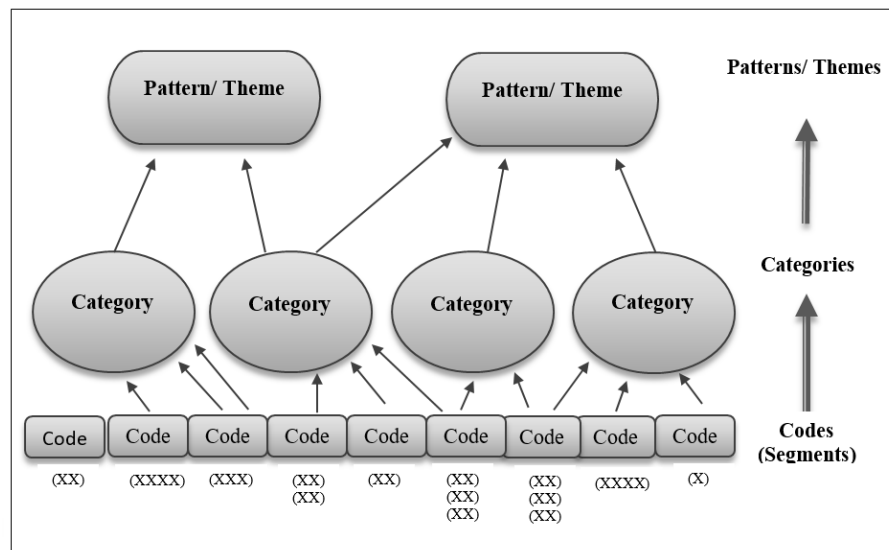 Pattern/ Theme
Pattern/ Theme
Patterns/ Themes
Category
Category
Category
Category
Categories
Code
Code
Code
Code
Code
Code
Code
Code
Code
Codes
(Segments)
(XX)
(XXXX)
(XXX)
(XX)
(XX)
(XX)
(XX)
(XX)
(XX)
(XX)
(XX)
(XX)
(XXXX)
(X)